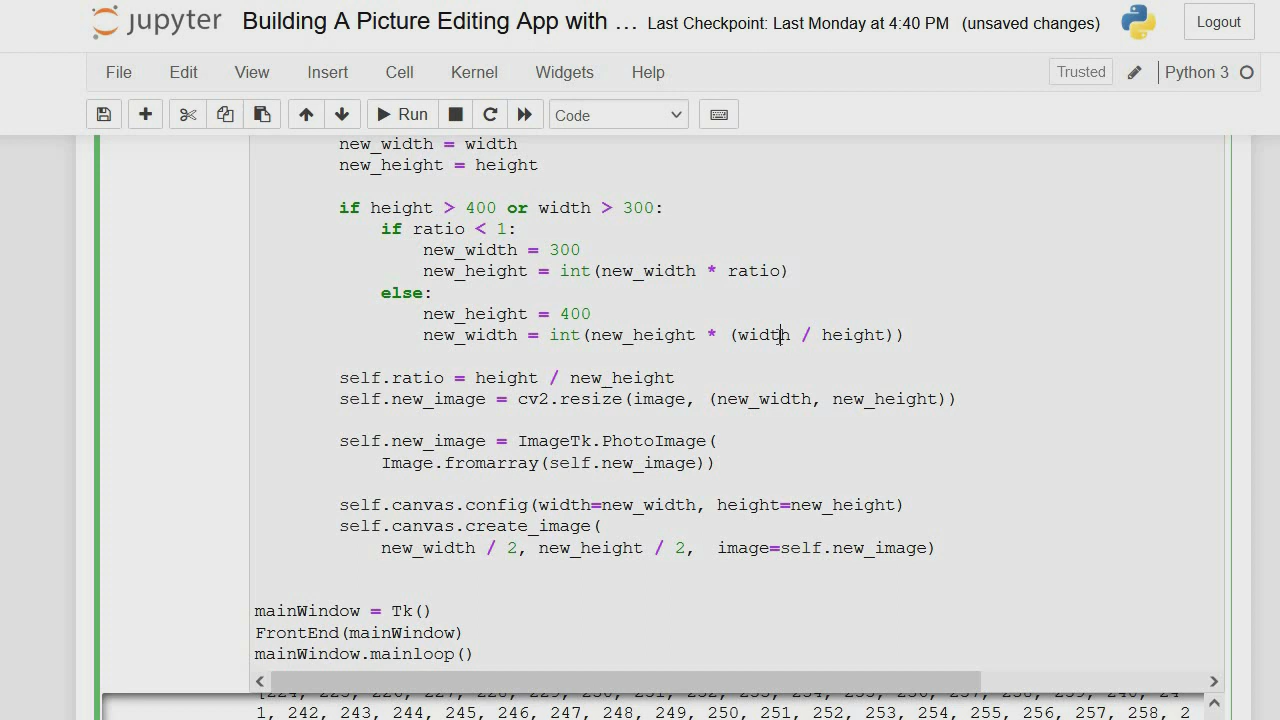 jupyter Building A Picture Editing App with ... Last Checkpoint: Last Monday at 4:40 PM (unsaved changes) Logout
File Edit View Insert Cell Kernel Widgets Help Trusted Python 3
Run Code
new_width = width
new_height = height
if height > 400 or width > 300:
if ratio < 1:
new_width = 300
new_height = int(new_width * ratio)
else:
new_height = 400
new_width = int(new_height * (width / height))
self.ratio = height / new_height
self.new_image = cv2.resize(image, (new_width, new_height))
self.new_image = ImageTk.PhotoImage(
Image.fromarray(self.new_image))
self.canvas.config(width=new_width, height=new_height)
self.canvas.create_image(
new_width / 2, new_height / 2,  image=self.new_image)
mainWindow = Tk()
FrontEnd(mainWindow)
mainWindow.mainloop()
1, 242, 243, 244, 245, 246, 247, 248, 249, 250, 251, 252, 253, 254, 255, 256, 257, 258, 2